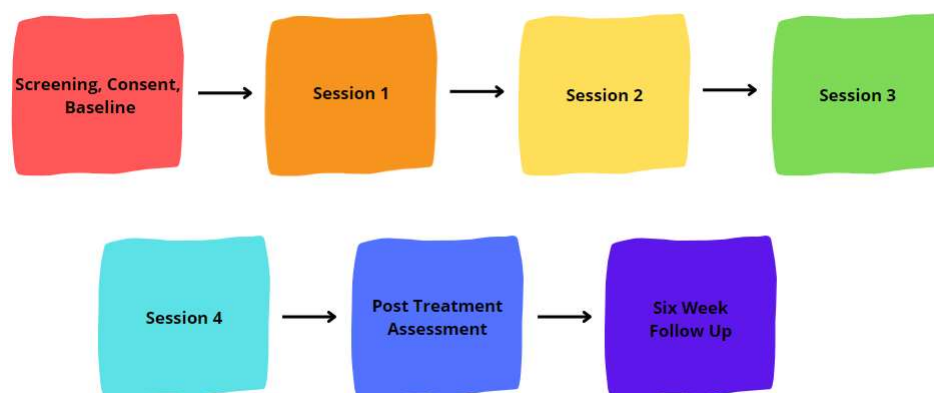 Screening, Consent,
Baseline
Session 1
Session 2
Session 3
Session 4
Post Treatment
Assessment
Six Week
Follow Up